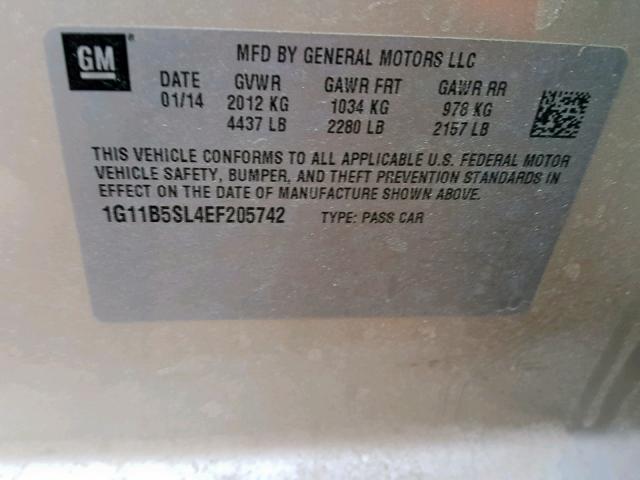 GM
MFD BY GENERAL MOTORS LLC
DATE GVWR GAWR FRT GAWR RR
01/14 2012 KG 1034 KG 978 KG
4437 LB 2280 LB 2157 LB
THIS VEHICLE CONFORMS TO ALL APPLICABLE U.S. FEDERAL MOTOR
VEHICLE SAFETY, BUMPER, AND THEFT PREVENTION STANDARDS IN
EFFECT ON THE DATE OF MANUFACTURE SHOWN ABOVE.
1G11B5SL4EF205742 TYPE: PASS CAR